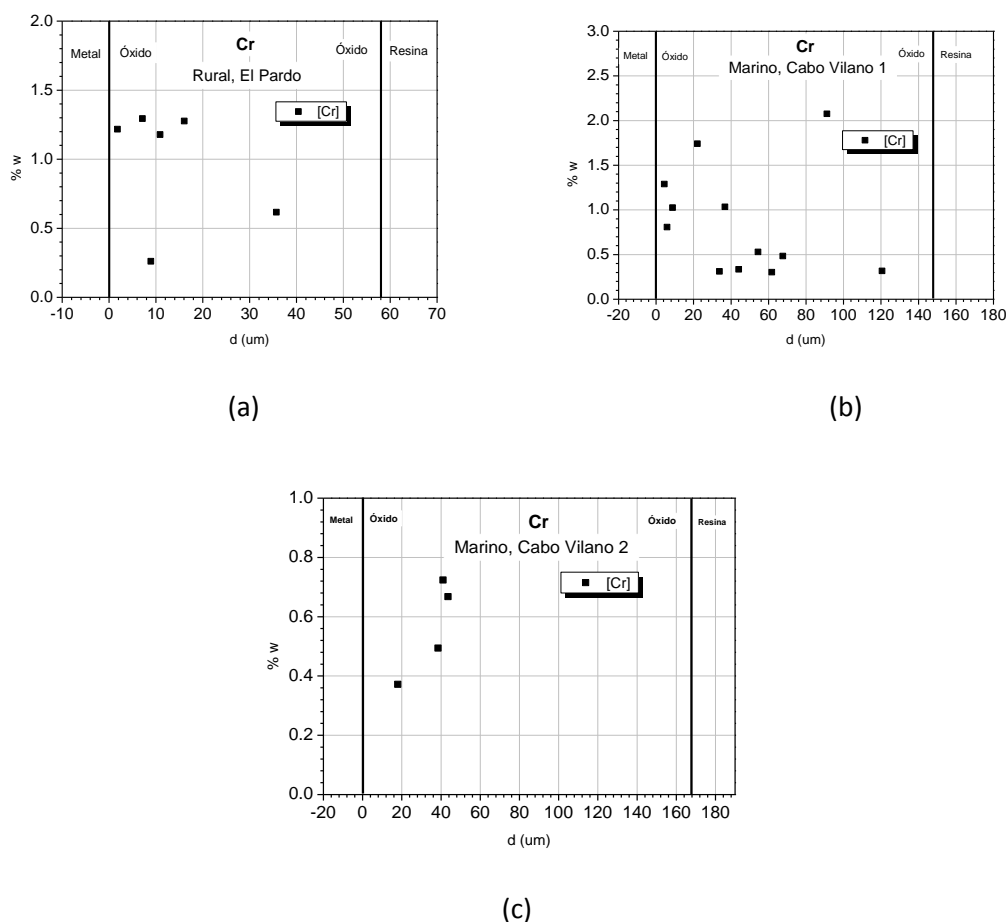 2.0
1.5
1.0
0.5
0.0
% w
Metal
Óxido
Cr
Óxido
Resina
Rural, El Pardo
[Cr]
-10 0 10 20 30 40 50 60 70
d (um)
(a)
3.0
2.5
2.0
1.5
1.0
0.5
0.0
% w
Metal
Óxido
Cr
Óxido
Resina
Marino, Cabo Vilano 1
[Cr]
-20 0 20 40 60 80 100 120 140 160 180
d (um)
(b)
1.0
0.8
0.6
0.4
0.2
0.0
% w
Metal
Óxido
Cr
Óxido
Resina
Marino, Cabo Vilano 2
[Cr]
-20 0 20 40 60 80 100 120 140 160 180
d (um)
(c)